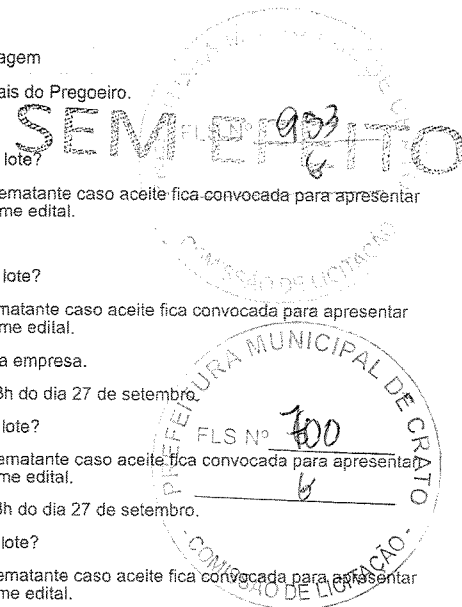 agem
ais do Pregoeiro.
SEM EFEITO
FLS Nº 933
lote?
ematante caso aceite fica convocada para apresentar
me edital.
COMISSÃO DE LICITAÇÃO
lote?
matante caso aceite fica convocada para apresentar
me edital.
a empresa.
PREFEITURA MUNICIPAL DE CRATO
3h do dia 27 de setembro.
lote?
FLS Nº 700
ematante caso aceite fica convocada para apresentar
me edital.
3h do dia 27 de setembro.
lote?
- COMISSÃO DE LICITAÇÃO -
ematante caso aceite fica convocada para apresentar
me edital.